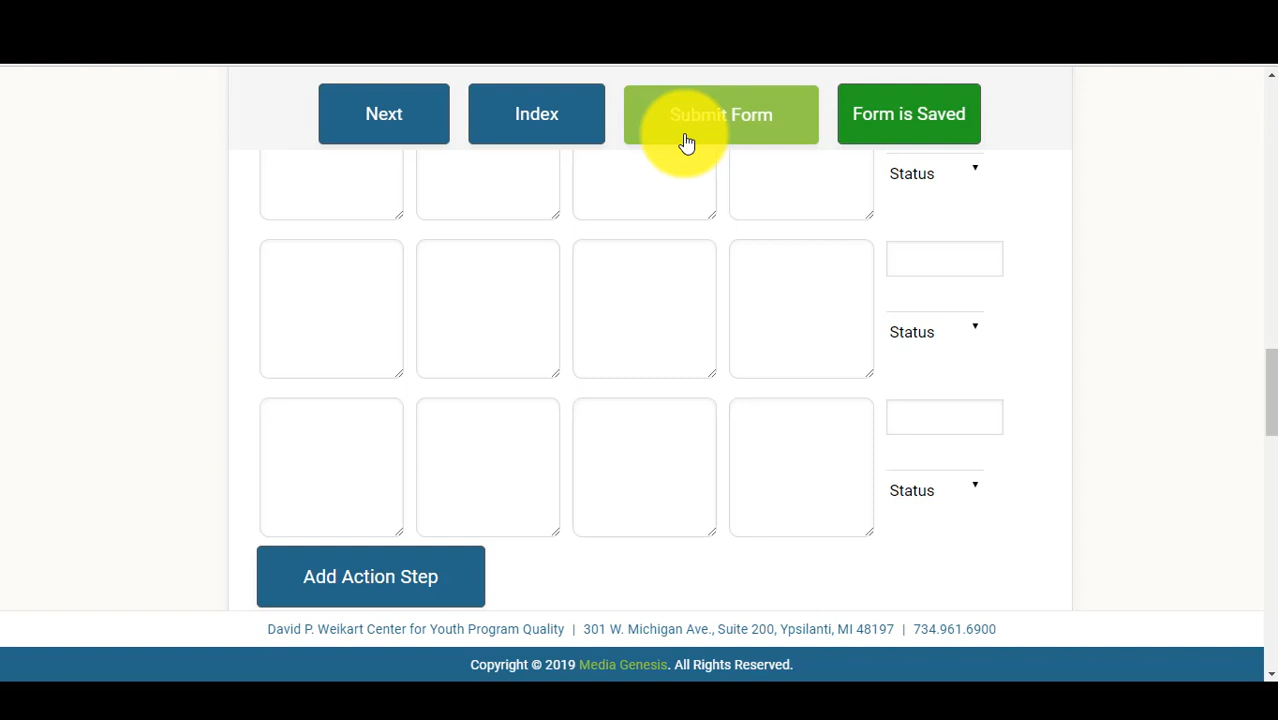 Next
Index
Submit Form
Form is Saved
Status
Status
Status
Add Action Step
David P. Weikart Center for Youth Program Quality | 301 W. Michigan Ave., Suite 200, Ypsilanti, MI 48197 | 734.961.6900
Copyright © 2019 Media Genesis. All Rights Reserved.